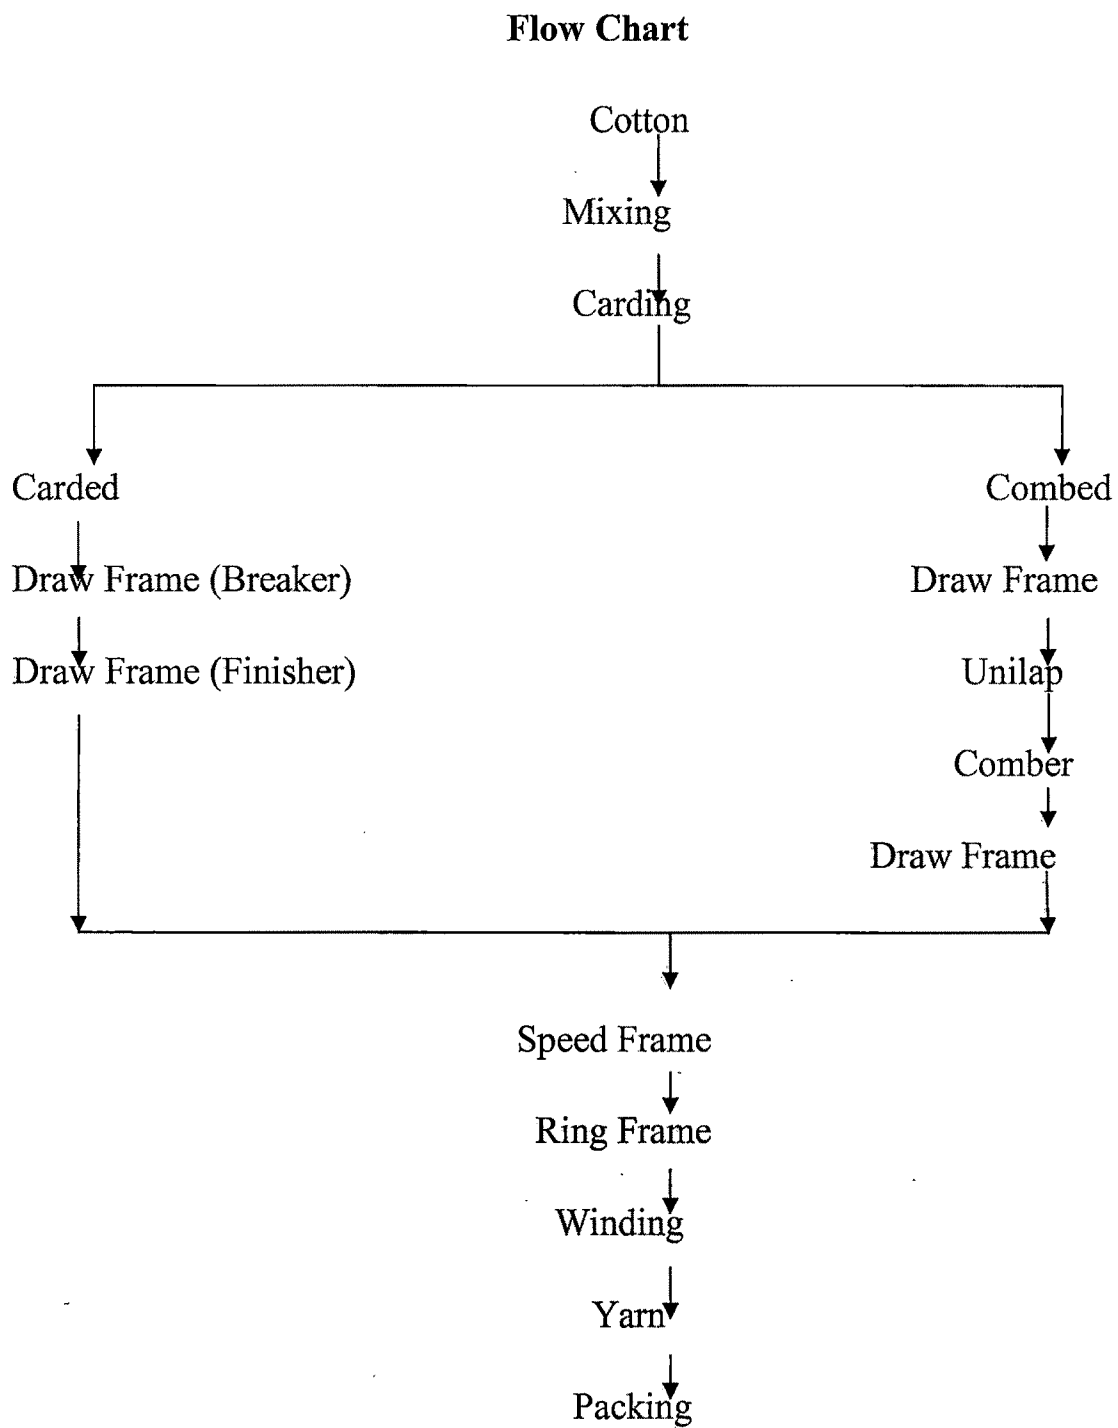 Flow Chart
Cotton
Mixing
Carding
Carded
Combed
Draw Frame (Breaker)
Draw Frame
Draw Frame (Finisher)
Unilap
Comber
Draw Frame
Speed Frame
Ring Frame
Winding
Yarn
Packing